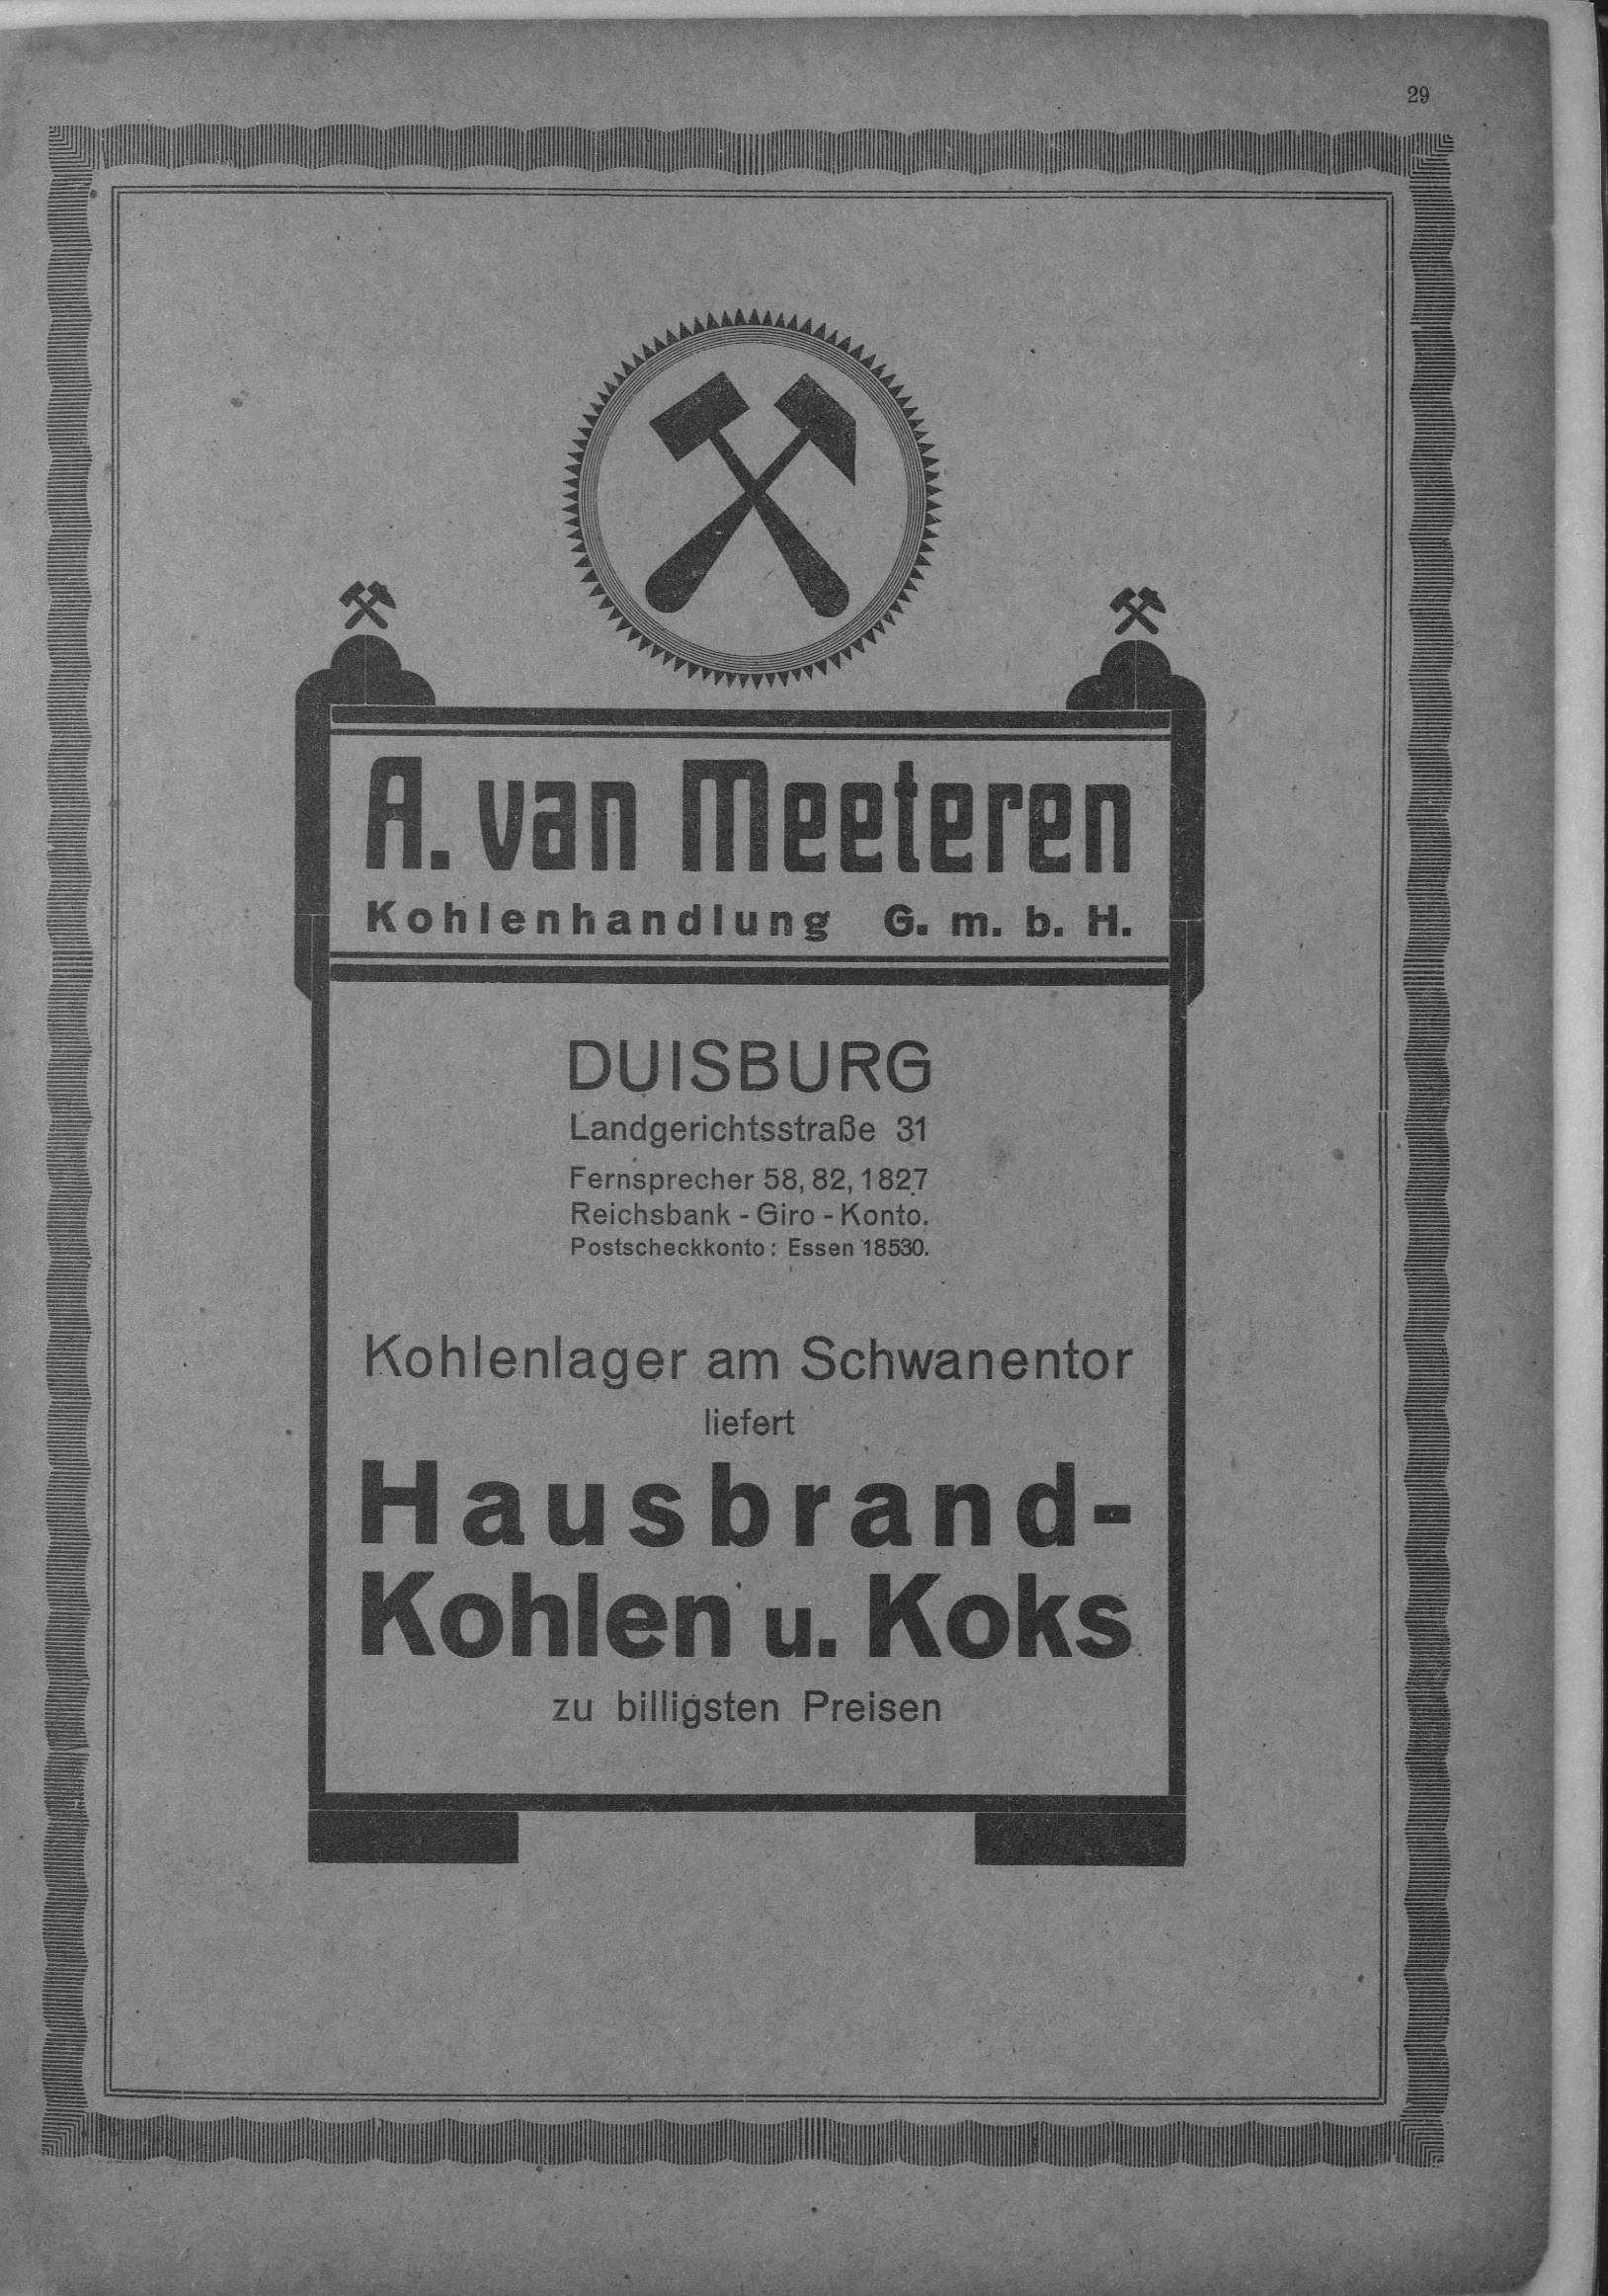 29
A. van Meeteren
Kohlenhandlung G. m. b. H.
DUISBURG
Landgerichtsstraße 31
Fernsprecher 58, 82, 1827
Reichsbank - Giro - Konto.
Postscheckkonto: Essen 18530.
Kohlenlager am Schwanentor
liefert
Hausbrand-
Kohlen u. Koks
zu billigsten Preisen